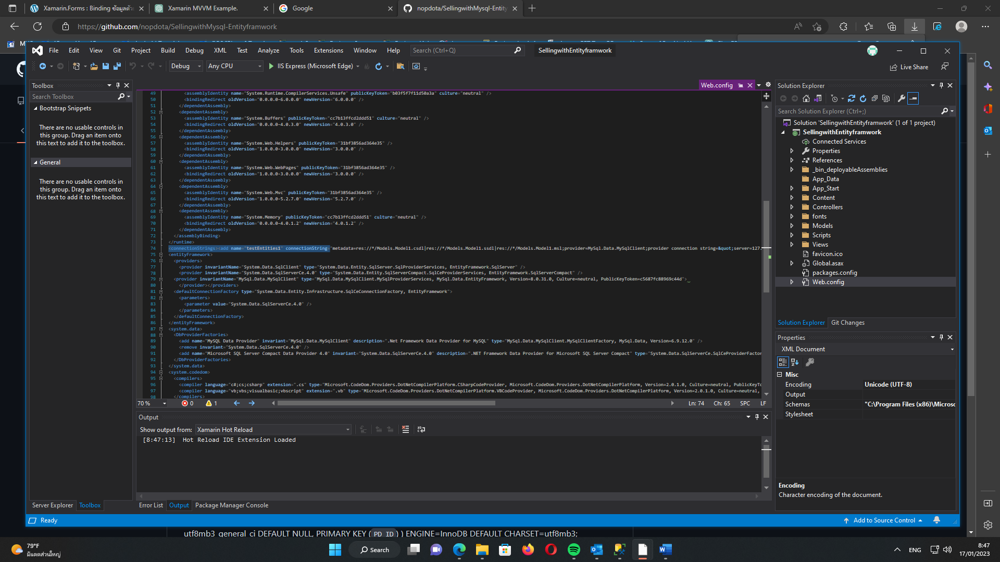 Xamarin.Forms : Binding ข้อมูลด้วย
Xamarin MVVM Example.
Google
nopdota/SellingwithMysql-Entity
https://github.com/nopdota/SellingwithMysql-Entityframwork
File Edit View Git Project Build Debug XML Test Analyze Tools Extensions Window Help Search (Ctrl+Q) SellingwithEntityframwork
Debug Any CPU IIS Express (Microsoft Edge) Live Share
Toolbox
Search Toolbox
Bootstrap Snippets
There are no usable controls in
this group. Drag an item onto
this text to add it to the toolbox.
General
There are no usable controls in
this group. Drag an item onto
this text to add it to the toolbox.
Server Explorer Toolbox
Web.config
49 <assemblyIdentity name="System.Runtime.CompilerServices.Unsafe" publicKeyToken="b03f5f7f11d50a3a" culture="neutral" />
50 <bindingRedirect oldVersion="0.0.0.0-6.0.0.0" newVersion="6.0.0.0" />
51 </dependentAssembly>
52 <dependentAssembly>
53 <assemblyIdentity name="System.Buffers" publicKeyToken="cc7b13ffcd2ddd51" culture="neutral" />
54 <bindingRedirect oldVersion="0.0.0.0-4.0.3.0" newVersion="4.0.3.0" />
55 </dependentAssembly>
56 <dependentAssembly>
57 <assemblyIdentity name="System.Web.Helpers" publicKeyToken="31bf3856ad364e35" />
58 <bindingRedirect oldVersion="1.0.0.0-3.0.0.0" newVersion="3.0.0.0" />
59 </dependentAssembly>
60 <dependentAssembly>
61 <assemblyIdentity name="System.Web.WebPages" publicKeyToken="31bf3856ad364e35" />
62 <bindingRedirect oldVersion="1.0.0.0-3.0.0.0" newVersion="3.0.0.0" />
63 </dependentAssembly>
64 <dependentAssembly>
65 <assemblyIdentity name="System.Web.Mvc" publicKeyToken="31bf3856ad364e35" />
66 <bindingRedirect oldVersion="1.0.0.0-5.2.7.0" newVersion="5.2.7.0" />
67 </dependentAssembly>
68 <dependentAssembly>
69 <assemblyIdentity name="System.Memory" publicKeyToken="cc7b13ffcd2ddd51" culture="neutral" />
70 <bindingRedirect oldVersion="0.0.0.0-4.0.1.2" newVersion="4.0.1.2" />
71 </dependentAssembly>
72 </assemblyBinding>
73 </runtime>
74 <connectionStrings><add name="testEntities1" connectionString="metadata=res://*/Models.Model1.csdl|res://*/Models.Model1.ssdl|res://*/Models.Model1.msl;provider=MySql.Data.MySqlClient;provider connection string=&quot;server=127.
75 <entityFramework>
76 <providers>
77 <provider invariantName="System.Data.SqlClient" type="System.Data.Entity.SqlServer.SqlProviderServices, EntityFramework.SqlServer" />
78 <provider invariantName="System.Data.SqlServerCe.4.0" type="System.Data.Entity.SqlServerCompact.SqlCeProviderServices, EntityFramework.SqlServerCompact" />
79 <provider invariantName="MySql.Data.MySqlClient" type="MySql.Data.MySqlClient.MySqlProviderServices, MySql.Data.EntityFramework, Version=8.0.31.0, Culture=neutral, PublicKeyToken=c5687fc88969c44d">
80 </provider></providers>
81 <defaultConnectionFactory type="System.Data.Entity.Infrastructure.SqlCeConnectionFactory, EntityFramework">
82 <parameters>
83 <parameter value="System.Data.SqlServerCe.4.0" />
84 </parameters>
85 </defaultConnectionFactory>
86 </entityFramework>
87 <system.data>
88 <DbProviderFactories>
89 <add name="MySQL Data Provider" invariant="MySql.Data.MySqlClient" description=".Net Framework Data Provider for MySQL" type="MySql.Data.MySqlClient.MySqlClientFactory, MySql.Data, Version=6.9.12.0" />
90 <remove invariant="System.Data.SqlServerCe.4.0" />
91 <add name="Microsoft SQL Server Compact Data Provider 4.0" invariant="System.Data.SqlServerCe.4.0" description=".NET Framework Data Provider for Microsoft SQL Server Compact" type="System.Data.SqlServerCe.SqlCeProviderFactor
92 </DbProviderFactories>
93 </system.data>
94 <system.codedom>
95 <compilers>
96 <compiler language="c#;cs;csharp" extension=".cs" type="Microsoft.CodeDom.Providers.DotNetCompilerPlatform.CSharpCodeProvider, Microsoft.CodeDom.Providers.DotNetCompilerPlatform, Version=2.0.1.0, Culture=neutral, PublicKeyTo
97 <compiler language="vb;vbs;visualbasic;vbscript" extension=".vb" type="Microsoft.CodeDom.Providers.DotNetCompilerPlatform.VBCodeProvider, Microsoft.CodeDom.Providers.DotNetCompilerPlatform, Version=2.0.1.0, Culture=neutral,
98 </compilers>
70 % 0 1 Ln: 74 Ch: 65 SPC LF
Output
Show output from: Xamarin Hot Reload
[8:47:13] Hot Reload IDE Extension Loaded
Error List Output Package Manager Console
Solution Explorer
Search Solution Explorer (Ctrl+;)
Solution 'SellingwithEntityframwork' (1 of 1 project)
SellingwithEntityframwork
Connected Services
Properties
References
_bin_deployableAssemblies
App_Data
App_Start
Content
Controllers
fonts
Models
Scripts
Views
favicon.ico
Global.asax
packages.config
Web.config
Solution Explorer Git Changes
Properties
XML Document
Misc
Encoding Unicode (UTF-8)
Output
Schemas "C:\Program Files (x86)\Microso
Stylesheet
Encoding
Character encoding of the document.
Ready
Add to Source Control
utf8mb3_general_ci DEFAULT NULL, PRIMARY KEY ( PD_ID ) ) ENGINE=InnoDB DEFAULT CHARSET=utf8mb3;
79°F
มีแดดส่วนใหญ่
Search
ENG
8:47
17/01/2023